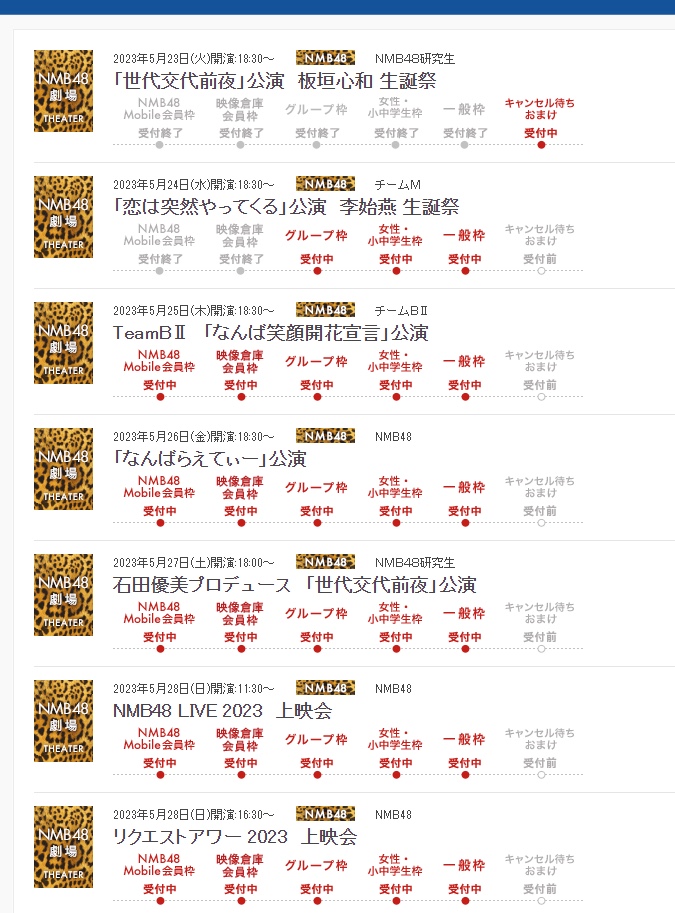 NMB48
劇場
THEATER
2023年5月23日(火)開演:18:30～ NMB48 NMB48研究生
「世代交代前夜」公演 板垣心和 生誕祭
NMB48 Mobile会員枠 映像倉庫会員枠 グループ枠 女性・小中学生枠 一般枠 キャンセル待ちおまけ
受付終了 受付終了 受付終了 受付終了 受付終了 受付中
NMB48
劇場
THEATER
2023年5月24日(水)開演:18:30～ NMB48 チームM
「恋は突然やってくる」公演 李始燕 生誕祭
NMB48 Mobile会員枠 映像倉庫会員枠 グループ枠 女性・小中学生枠 一般枠 キャンセル待ちおまけ
受付終了 受付終了 受付中 受付中 受付中 受付前
NMB48
劇場
THEATER
2023年5月25日(木)開演:18:30～ NMB48 チームBⅡ
TeamBⅡ 「なんば笑顔開花宣言」公演
NMB48 Mobile会員枠 映像倉庫会員枠 グループ枠 女性・小中学生枠 一般枠 キャンセル待ちおまけ
受付中 受付中 受付中 受付中 受付中 受付前
NMB48
劇場
THEATER
2023年5月26日(金)開演:18:30～ NMB48 NMB48
「なんばらえてぃー」公演
NMB48 Mobile会員枠 映像倉庫会員枠 グループ枠 女性・小中学生枠 一般枠 キャンセル待ちおまけ
受付中 受付中 受付中 受付中 受付中 受付前
NMB48
劇場
THEATER
2023年5月27日(土)開演:18:00～ NMB48 NMB48研究生
石田優美プロデュース 「世代交代前夜」公演
NMB48 Mobile会員枠 映像倉庫会員枠 グループ枠 女性・小中学生枠 一般枠 キャンセル待ちおまけ
受付中 受付中 受付中 受付中 受付中 受付前
NMB48
劇場
THEATER
2023年5月28日(日)開演:11:30～ NMB48 NMB48
NMB48 LIVE 2023 上映会
NMB48 Mobile会員枠 映像倉庫会員枠 グループ枠 女性・小中学生枠 一般枠 キャンセル待ちおまけ
受付中 受付中 受付中 受付中 受付中 受付前
NMB48
劇場
THEATER
2023年5月28日(日)開演:16:30～ NMB48 NMB48
リクエストアワー2023 上映会
NMB48 Mobile会員枠 映像倉庫会員枠 グループ枠 女性・小中学生枠 一般枠 キャンセル待ちおまけ
受付中 受付中 受付中 受付中 受付中 受付前